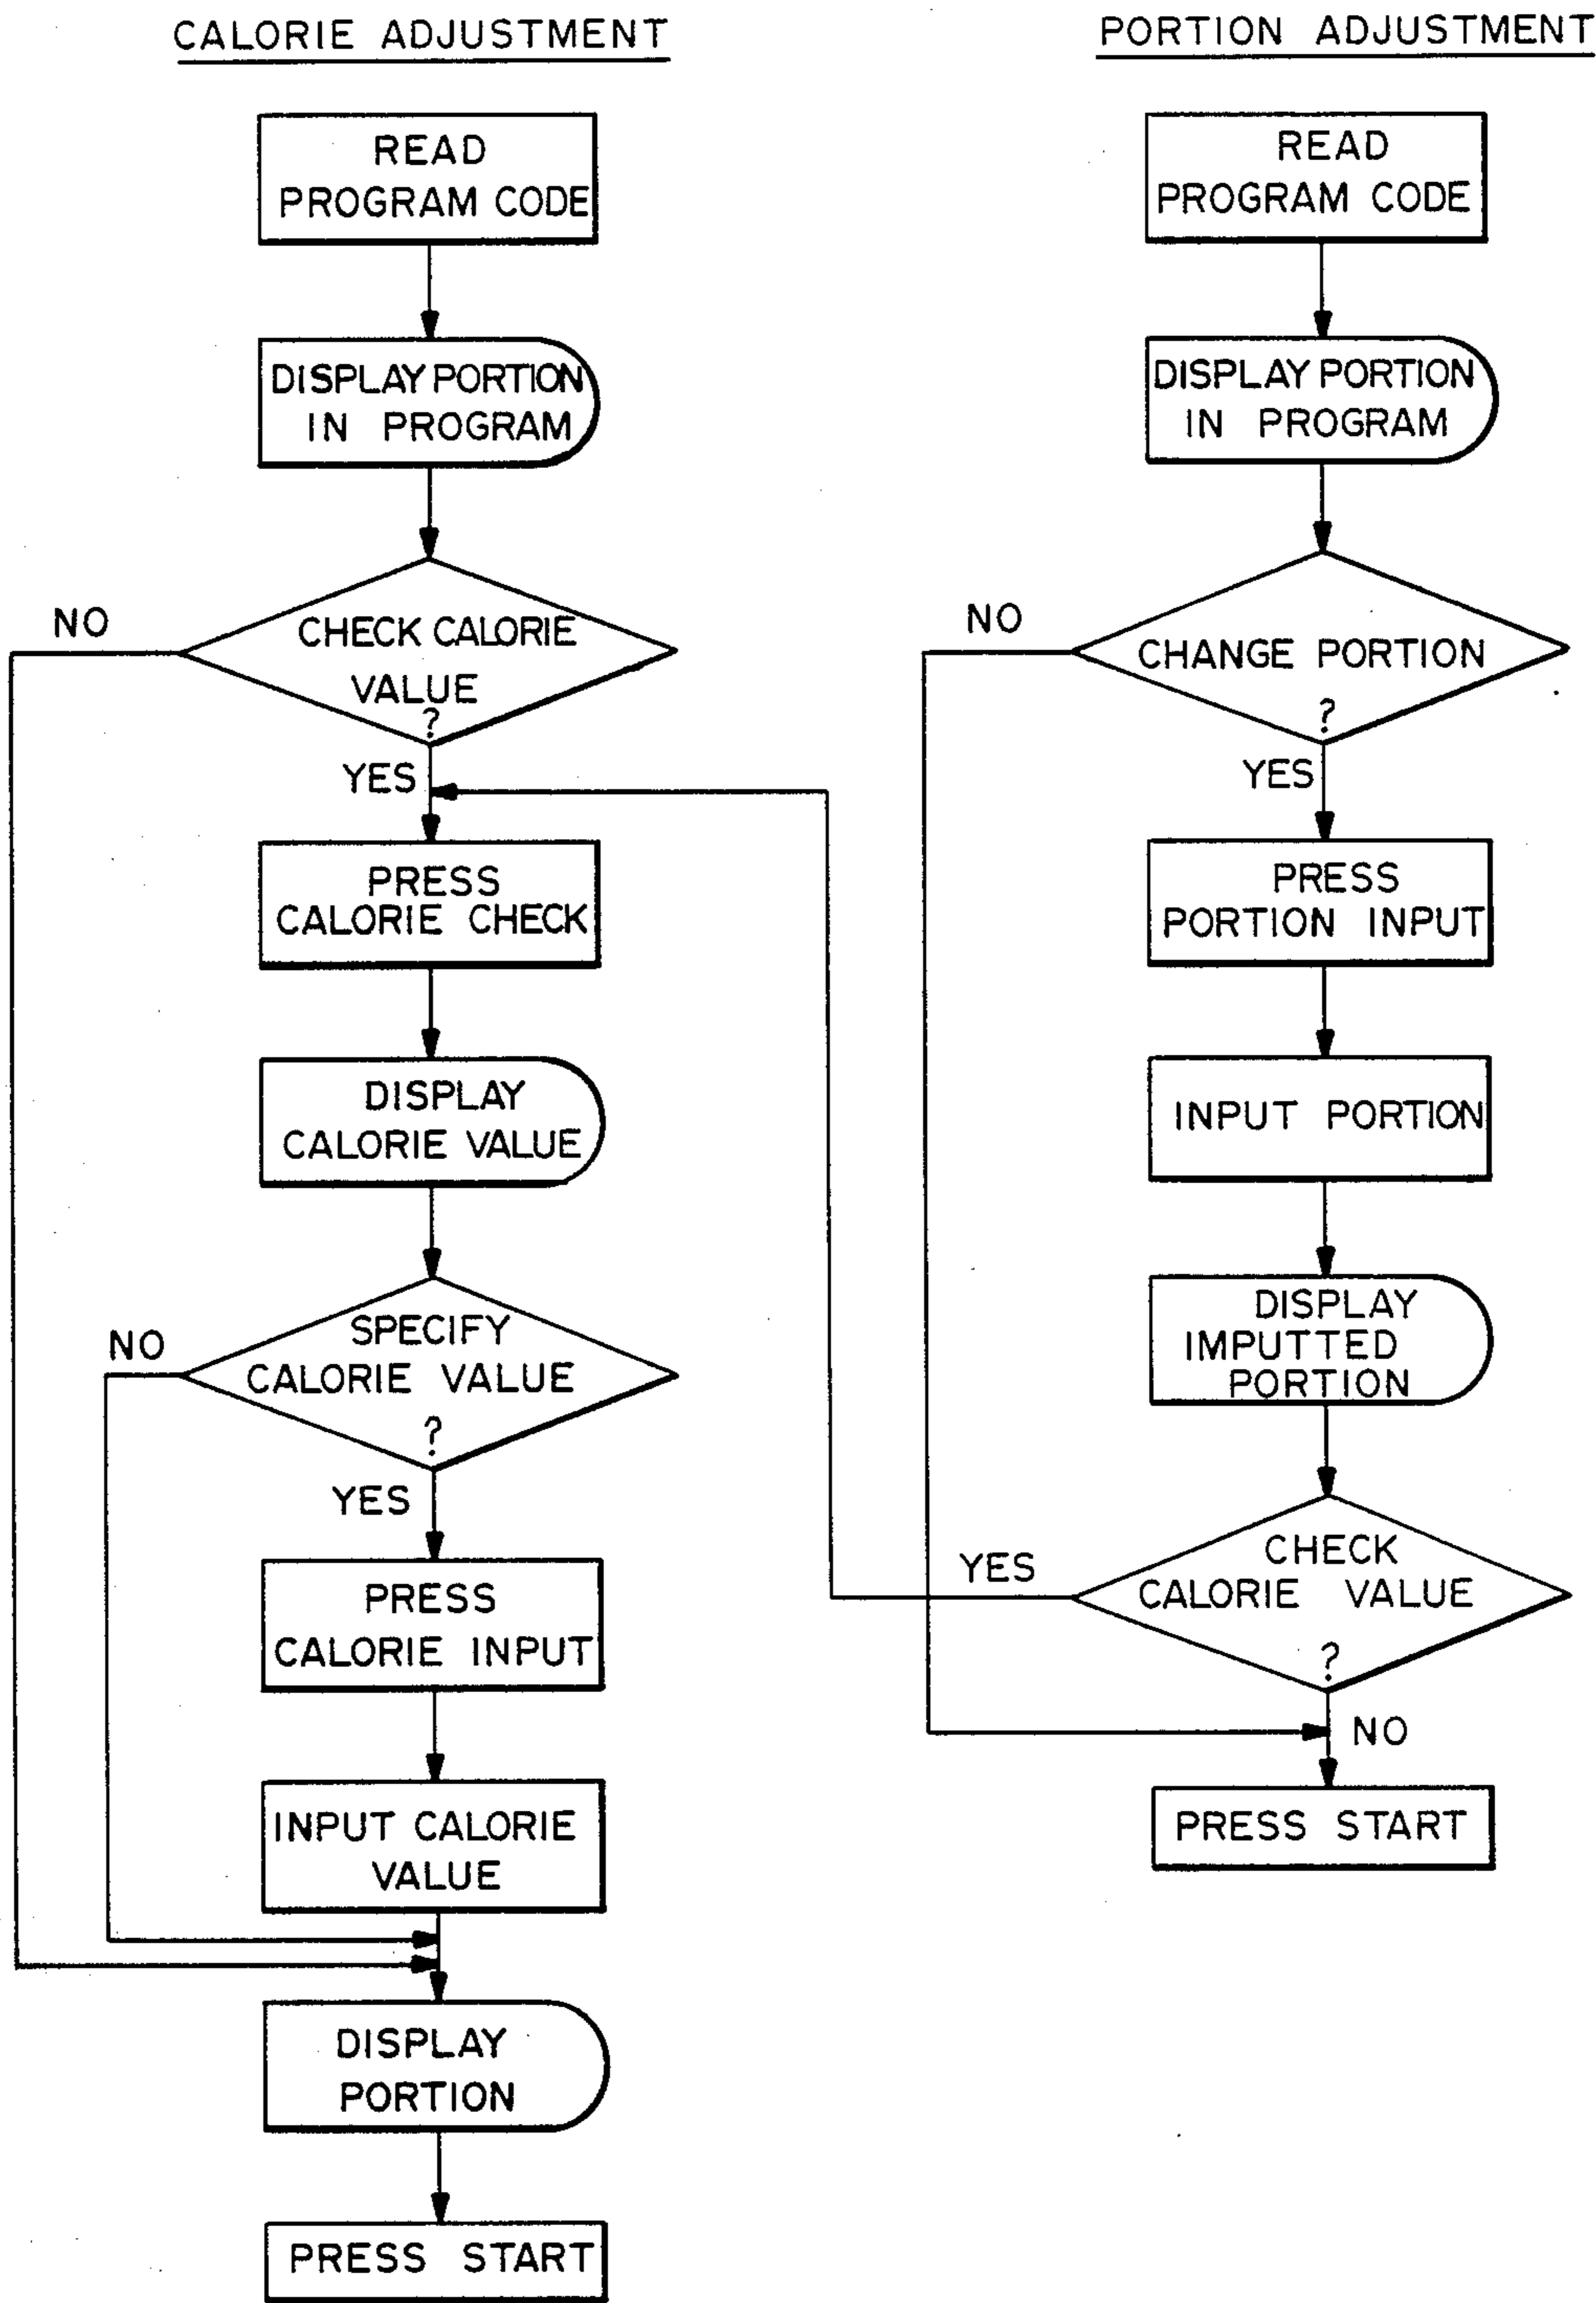 CALORIE ADJUSTMENT
READ
PROGRAM CODE
DISPLAY PORTION
IN PROGRAM
NO
CHECK CALORIE
VALUE
?
YES
PRESS
CALORIE CHECK
DISPLAY
CALORIE VALUE
NO
SPECIFY
CALORIE VALUE
?
YES
PRESS
CALORIE INPUT
INPUT CALORIE
VALUE
DISPLAY
PORTION
PRESS START
PORTION ADJUSTMENT
READ
PROGRAM CODE
DISPLAY PORTION
IN PROGRAM
NO
CHANGE PORTION
?
YES
PRESS
PORTION INPUT
INPUT PORTION
DISPLAY
IMPUTTED
PORTION
YES
CHECK
CALORIE VALUE
?
NO
PRESS START